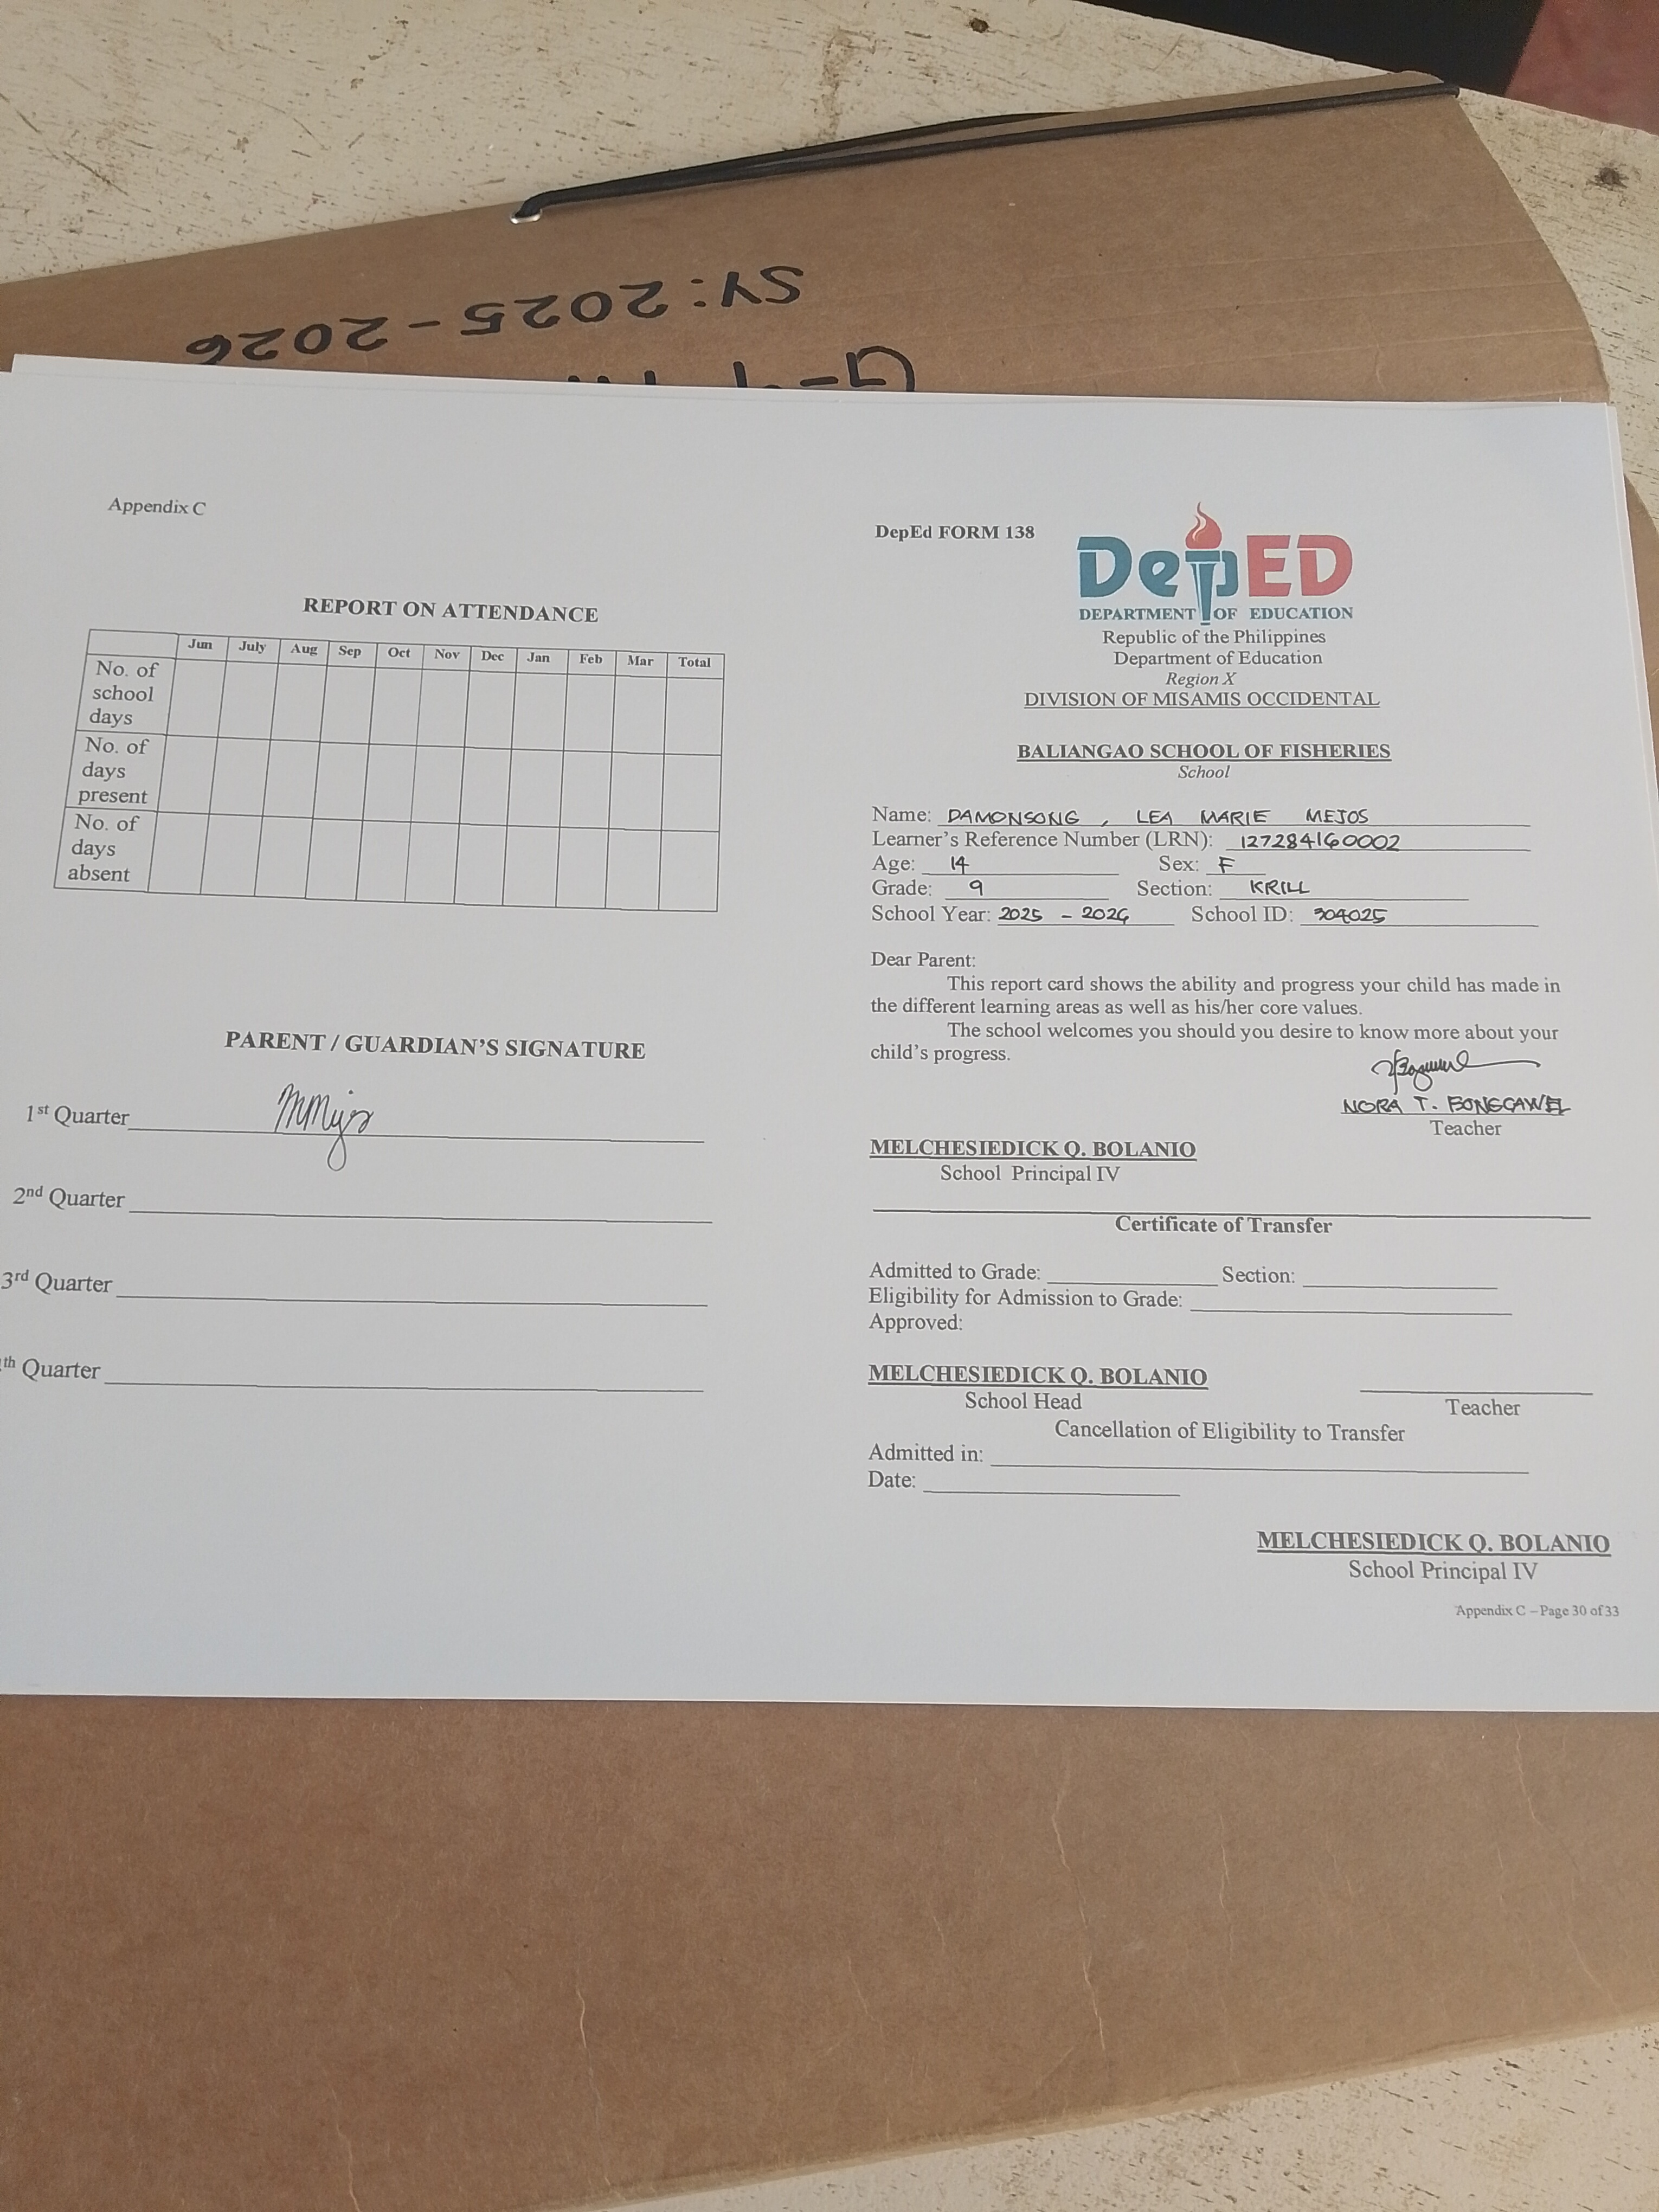 SY: 2025-2026
Appendix C
REPORT ON ATTENDANCE
Jun July Aug Sep Oct Nov Dec Jan Feb Mar Total
No. of school days
No. of days present
No. of days absent
PARENT / GUARDIAN'S SIGNATURE
1st Quarter
2nd Quarter
3rd Quarter
th Quarter
DepEd FORM 138
DepED
DEPARTMENT OF EDUCATION
Republic of the Philippines
Department of Education
Region X
DIVISION OF MISAMIS OCCIDENTAL
BALIANGAO SCHOOL OF FISHERIES
School
Name: DAMONSONG, LEA MARIE MEJOS
Learner's Reference Number (LRN): 127284160002
Age: 14 Sex: F
Grade: 9 Section: KRILL
School Year: 2025 - 2026 School ID: 304025
Dear Parent:
This report card shows the ability and progress your child has made in
the different learning areas as well as his/her core values.
The school welcomes you should you desire to know more about your
child's progress.
NORA T. BONGCAWEL
Teacher
MELCHESIEDICK Q. BOLANIO
School Principal IV
Certificate of Transfer
Admitted to Grade: Section:
Eligibility for Admission to Grade:
Approved:
MELCHESIEDICK Q. BOLANIO
School Head Teacher
Cancellation of Eligibility to Transfer
Admitted in:
Date:
MELCHESIEDICK Q. BOLANIO
School Principal IV
Appendix C – Page 30 of 33